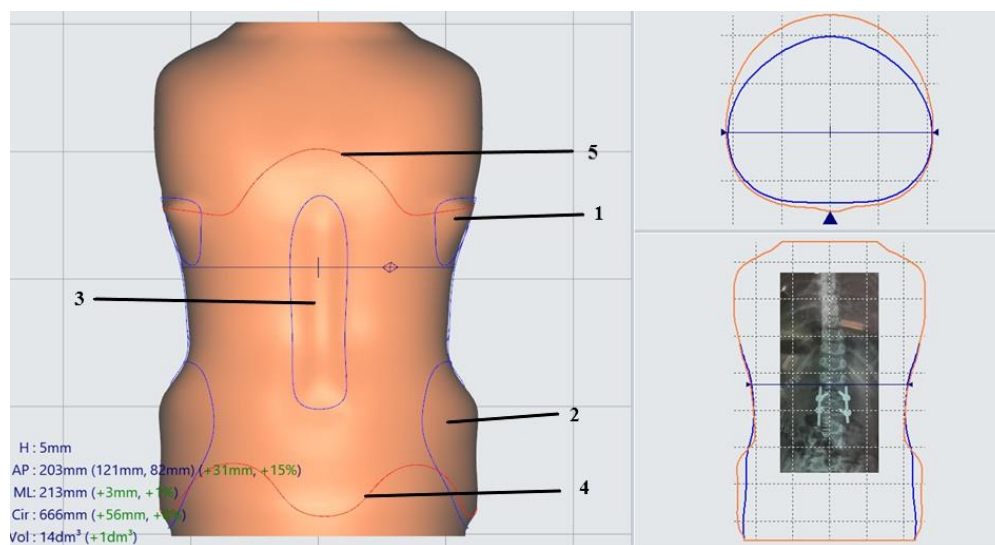 5
1
3
2
4
H : 5mm
AP : 203mm (121mm, 82mm) (+31mm, +15%)
ML : 213mm (+3mm, +1%)
Cir : 666mm (+56mm,
Vol : 14dm³ (+1dm³)